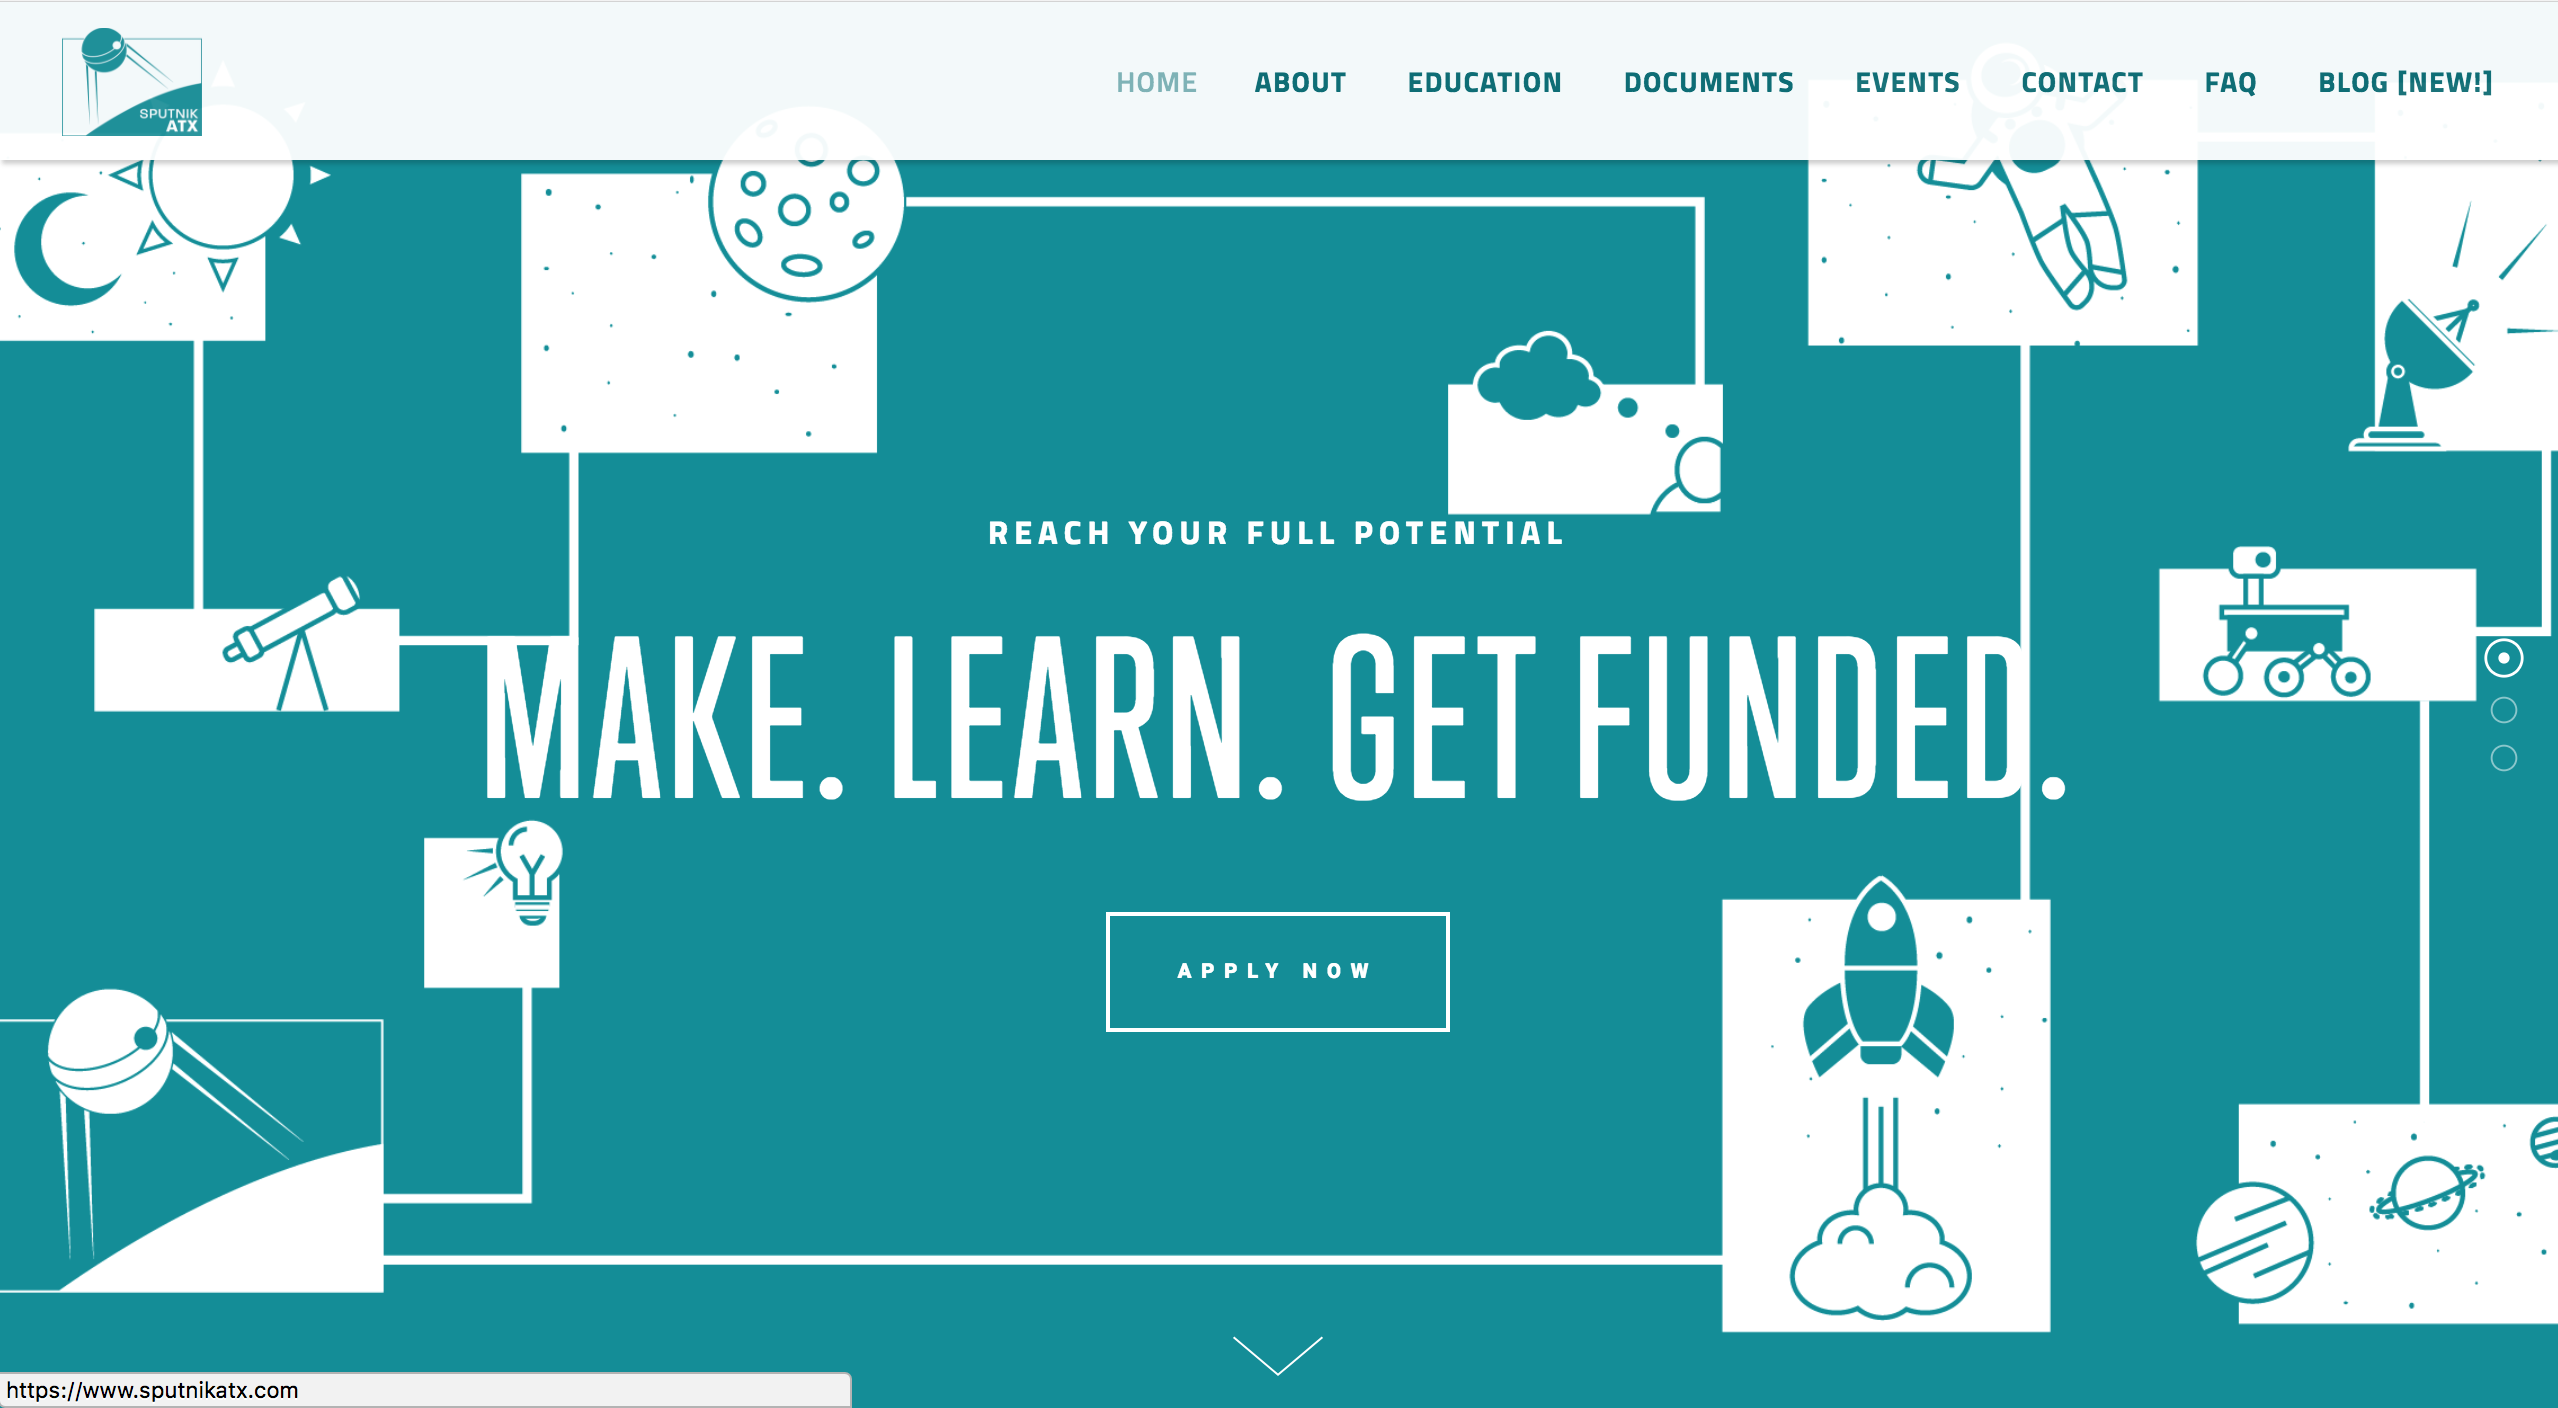 SPUTNIK
ATX
HOME ABOUT EDUCATION DOCUMENTS EVENTS CONTACT FAQ BLOG [NEW!]
REACH YOUR FULL POTENTIAL
MAKE. LEARN. GET FUNDED.
APPLY NOW
https://www.sputnikatx.com